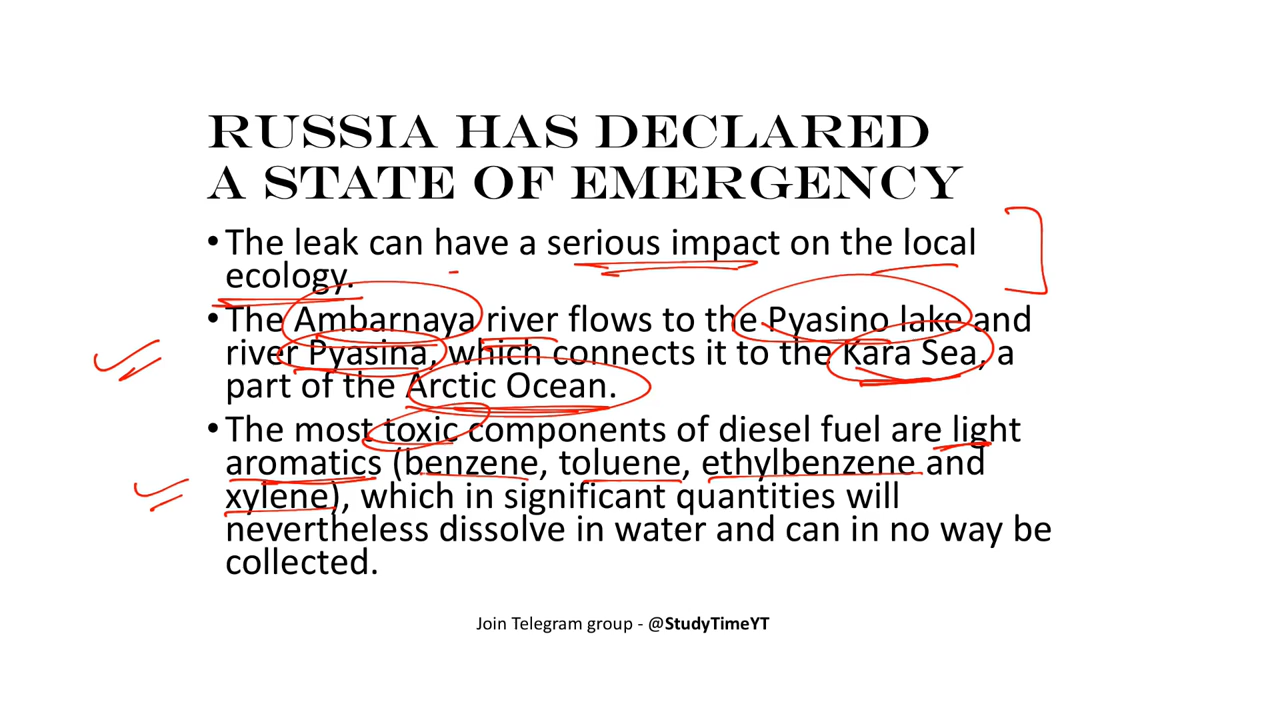 RUSSIA HAS DECLARED
A STATE OF EMERGENCY
•The leak can have a serious impact on the local
ecology.
•The Ambarnaya river flows to the Pyasino lake and
river Pyasina, which connects it to the Kara Sea, a
part of the Arctic Ocean.
•The most toxic components of diesel fuel are light
aromatics (benzene, toluene, ethylbenzene and
xylene), which in significant quantities will
nevertheless dissolve in water and can in no way be
collected.
Join Telegram group - @StudyTimeYT